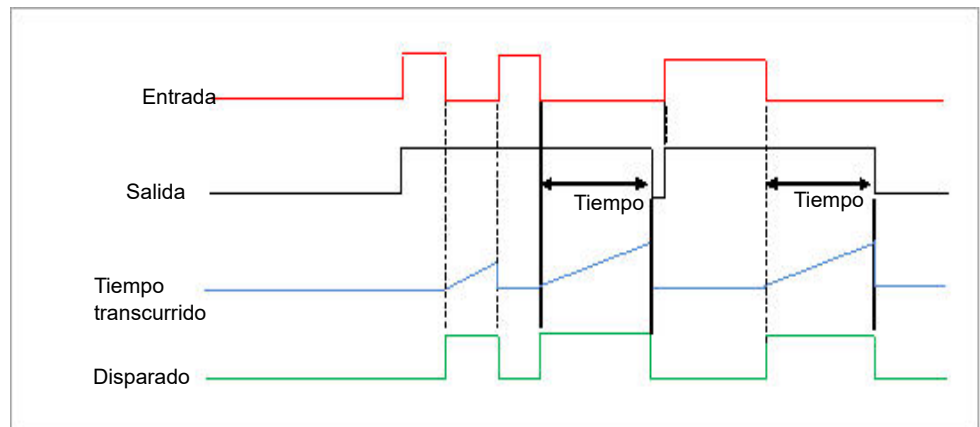 Entrada
Salida
Tiempo
Tiempo
Tiempo
transcurrido
Disparado